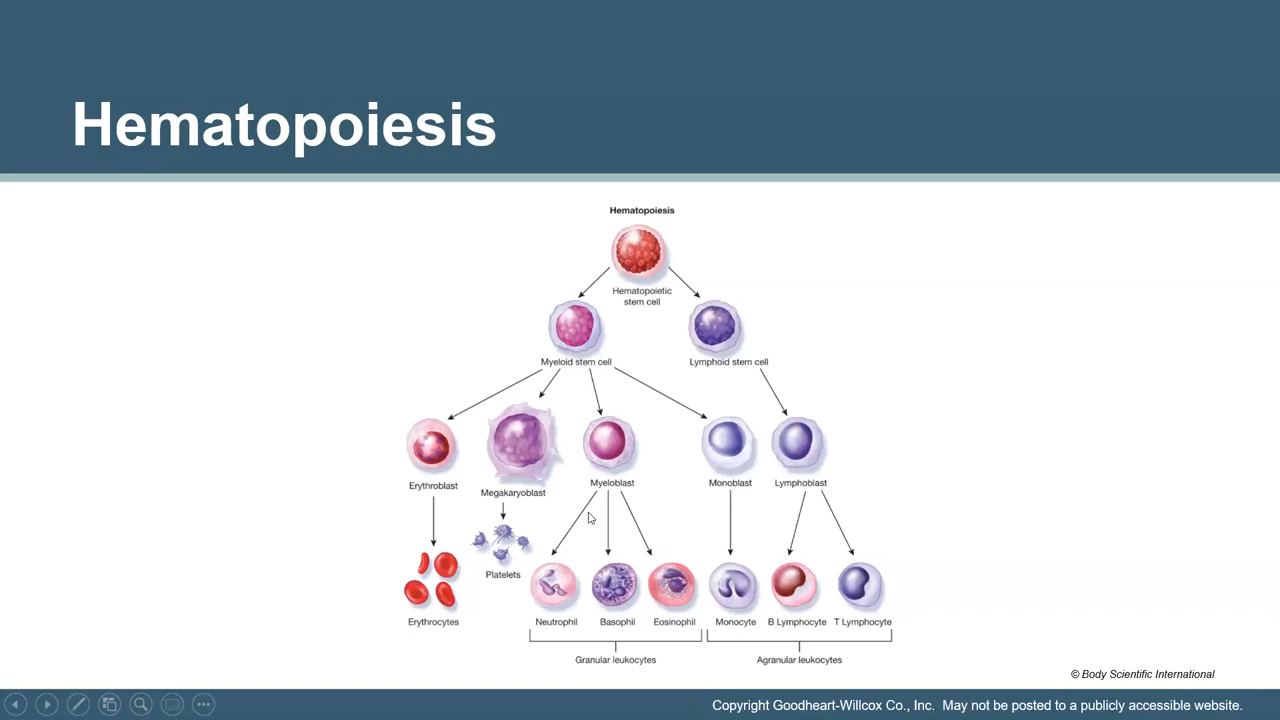 Hematopoiesis
Hematopoiesis
Hematopoietic
stem cell
Myeloid stem cell
Lymphoid stem cell
Erythroblast
Megakaryoblast
Myeloblast
Monoblast
Lymphoblast
Platelets
Erythrocytes
Neutrophil
Basophil
Eosinophil
Monocyte
B Lymphocyte
T Lymphocyte
Granular leukocytes
Agranular leukocytes
© Body Scientific International
Copyright Goodheart-Willcox Co., Inc. May not be posted to a publicly accessible website.